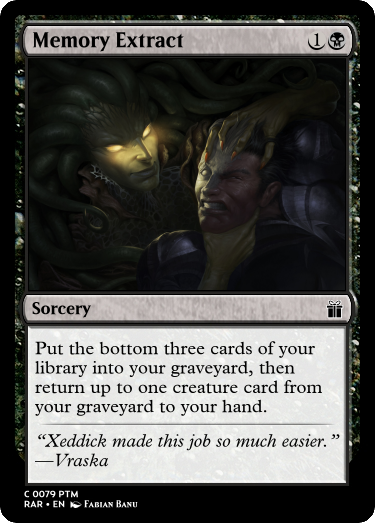 Memory Extract 1
Sorcery
Put the bottom three cards of your
library into your graveyard, then
return up to one creature card from
your graveyard to your hand.
“Xeddick made this job so much easier.”
—Vraska
C 0079 PTM
RAR • EN Fabian Banu